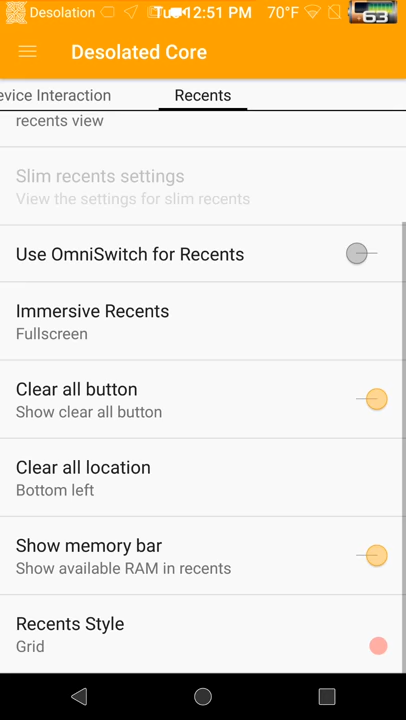 Desolation Tue 12:51 PM 70°F 63
Desolated Core
evice Interaction Recents
recents view
Slim recents settings
View the settings for slim recents
Use OmniSwitch for Recents
Immersive Recents
Fullscreen
Clear all button
Show clear all button
Clear all location
Bottom left
Show memory bar
Show available RAM in recents
Recents Style
Grid